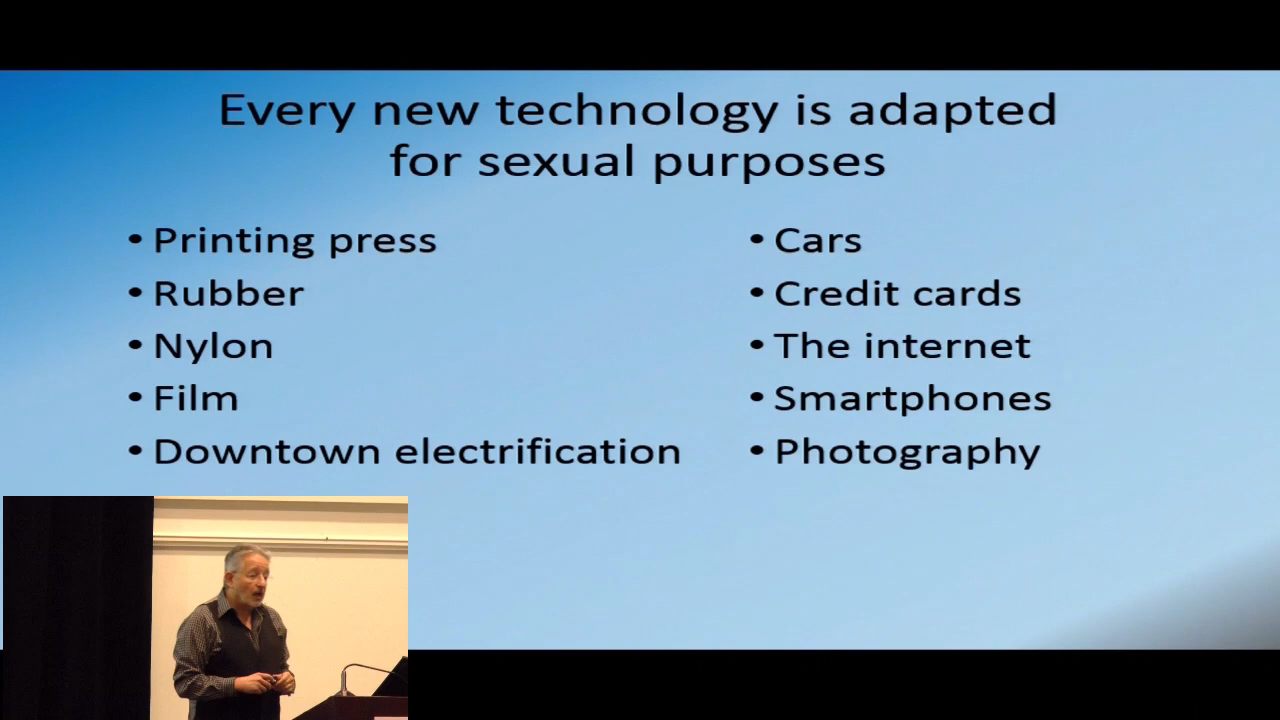 Every new technology is adapted
for sexual purposes
• Printing press
• Rubber
• Nylon
• Film
• Downtown electrification
• Cars
• Credit cards
• The internet
• Smartphones
• Photography